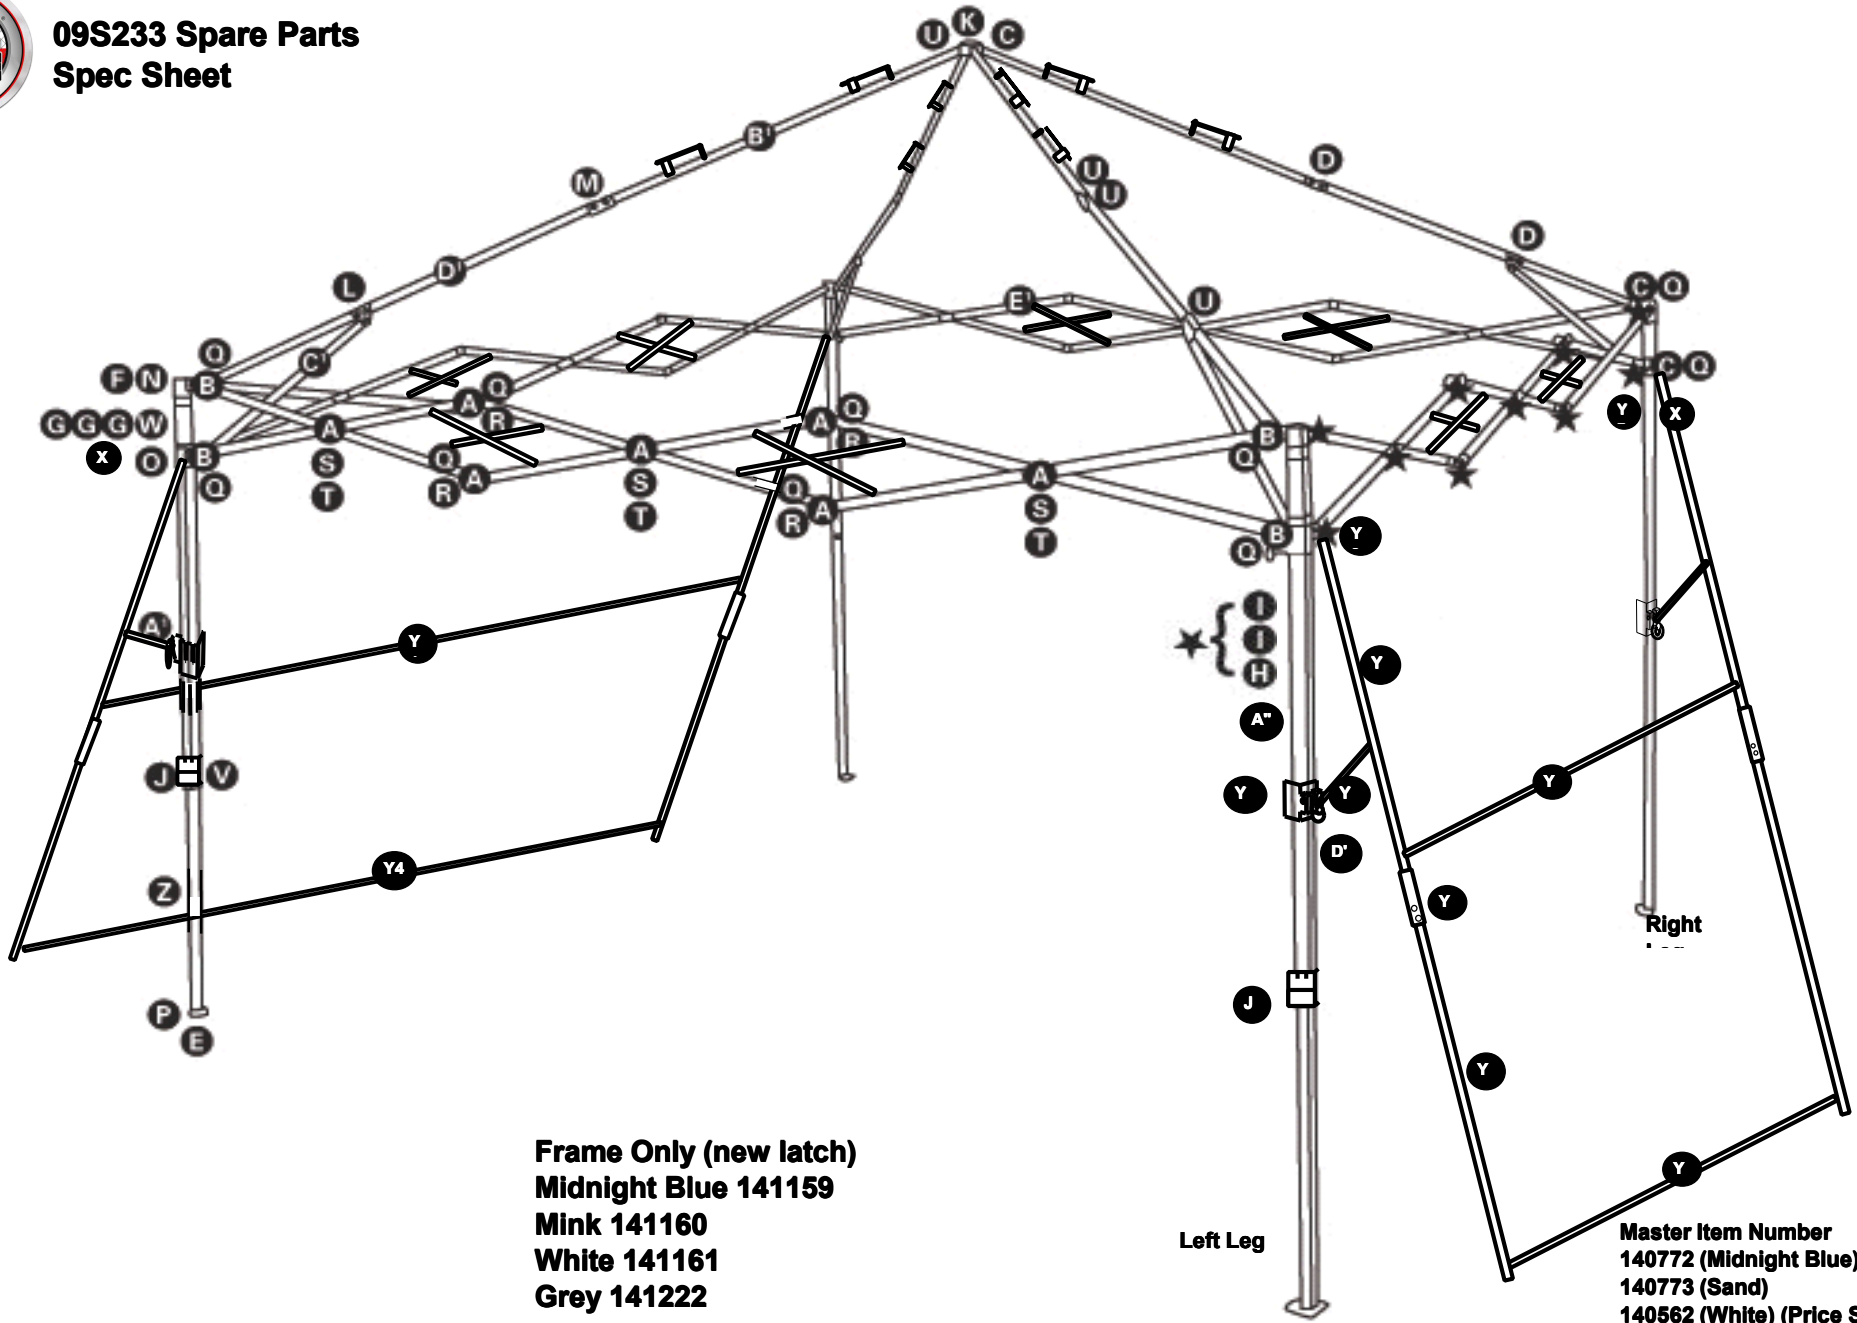 09S233 Spare Parts
Spec Sheet
U K C
B'
M
D
U
U
D'
D
L
E'
U
C Q
C'
Q
F N
B
Q
A
R
A Q
R
C Q
G G G W
A
A
B
Y X
X
O B
Q
S
T
Q
R A
S
T
Q
R A
A
S
T
Q
B
Q
Y
I
I
H
A'
Y
Y
A"
J V
Y
Y
D'
Y
Y4
Z
Y
Right
J
P
E
Y
Frame Only (new latch)
Midnight Blue 141159
Mink 141160
White 141161
Grey 141222
Y
Left Leg
Master Item Number
140772 (Midnight Blue)
140773 (Sand)
140562 (White) (Price S